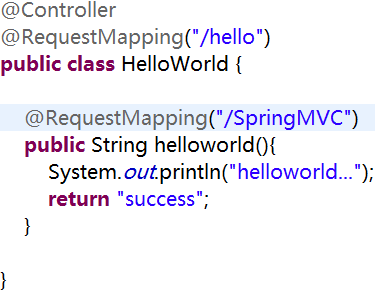 @Controller
@RequestMapping("/hello")
public class HelloWorld {
@RequestMapping("/SpringMVC")
public String helloworld(){
System.out.println("helloworld...");
return "success";
}
}